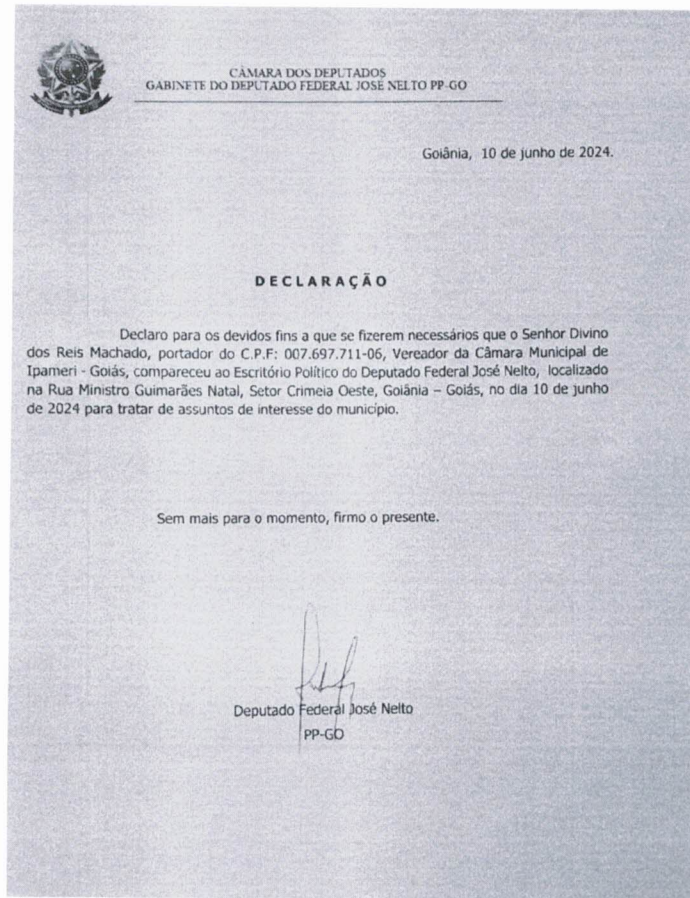 CÂMARA DOS DEPUTADOS
GABINETE DO DEPUTADO FEDERAL JOSÉ NELTO PP-GO
Goiânia, 10 de junho de 2024.
DECLARAÇÃO
Declaro para os devidos fins a que se fizerem necessários que o Senhor Divino
dos Reis Machado, portador do C.P.F: 007.697.711-06, Vereador da Câmara Municipal de
Ipameri - Goiás, compareceu ao Escritório Político do Deputado Federal José Nelto, localizado
na Rua Ministro Guimarães Natal, Setor Crimeia Oeste, Goiânia – Goiás, no dia 10 de junho
de 2024 para tratar de assuntos de interesse do município.
Sem mais para o momento, firmo o presente.
Deputado Federal José Nelto
PP-GO